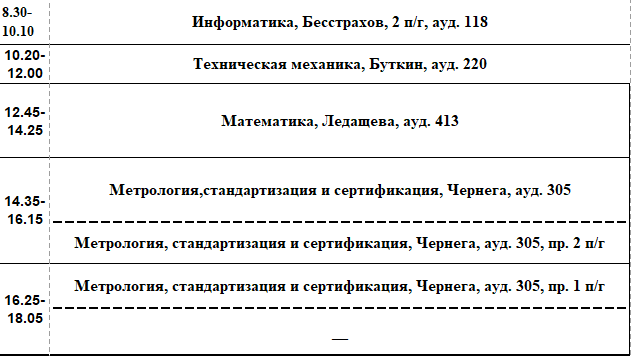 8.30-
10.10
Информатика, Бесстрахов, 2 п/г, ауд. 118
10.20-
12.00
Техническая механика, Буткин, ауд. 220
12.45-
14.25
Математика, Ледащева, ауд. 413
14.35-
16.15
Метрология,стандартизация и сертификация, Чернега, ауд. 305
Метрология, стандартизация и сертификация, Чернега, ауд. 305, пр. 2 п/г
16.25-
18.05
Метрология, стандартизация и сертификация, Чернега, ауд. 305, пр. 1 п/г
—